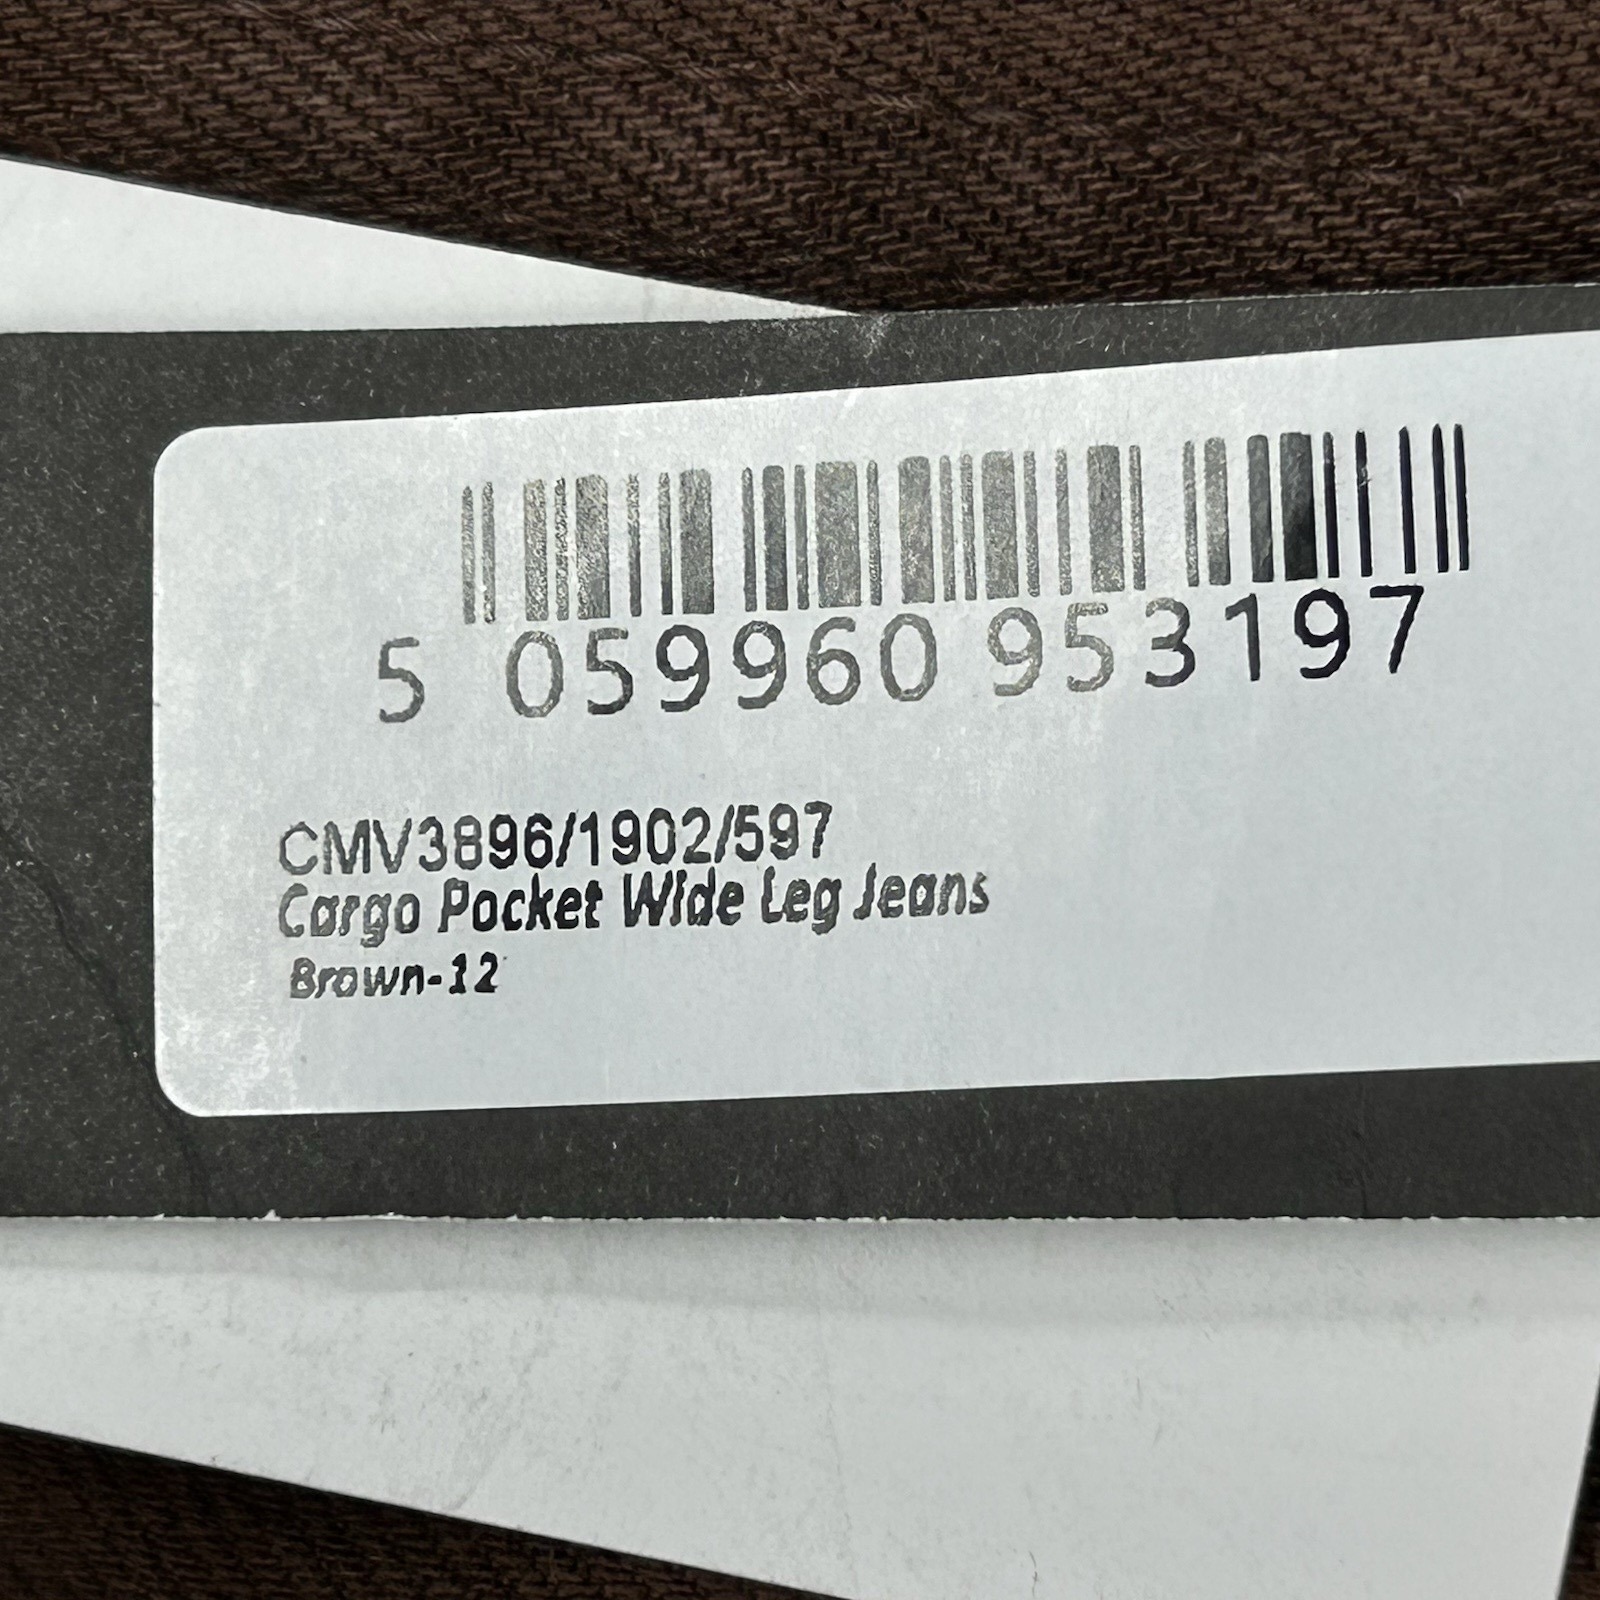 5 059960 953197
CMV3896/1902/597
Cargo Pocket Wide Leg Jeans
Brown-12